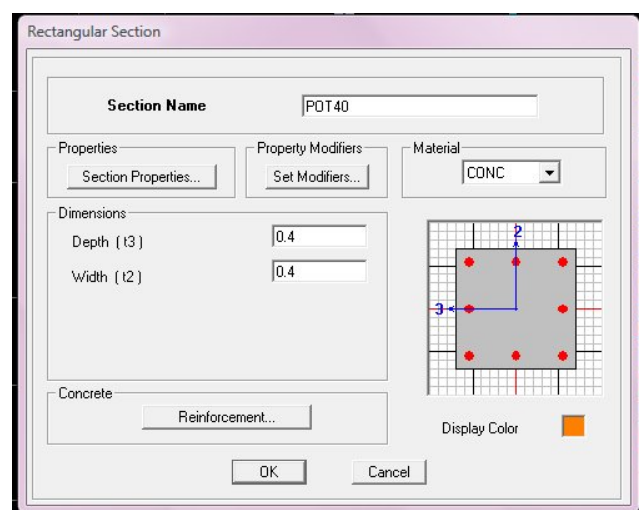 Rectangular Section
Section Name POT40
Properties
Section Properties...
Property Modifiers
Set Modifiers...
Material
CONC
Dimensions
Depth ( t3 ) 0.4
Width ( t2 ) 0.4
2
3
Concrete
Reinforcement...
Display Color
OK Cancel